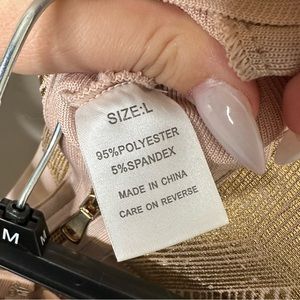 SIZE:L
95%POLYESTER
5%SPANDEX
MADE IN CHINA
CARE ON REVERSE
M